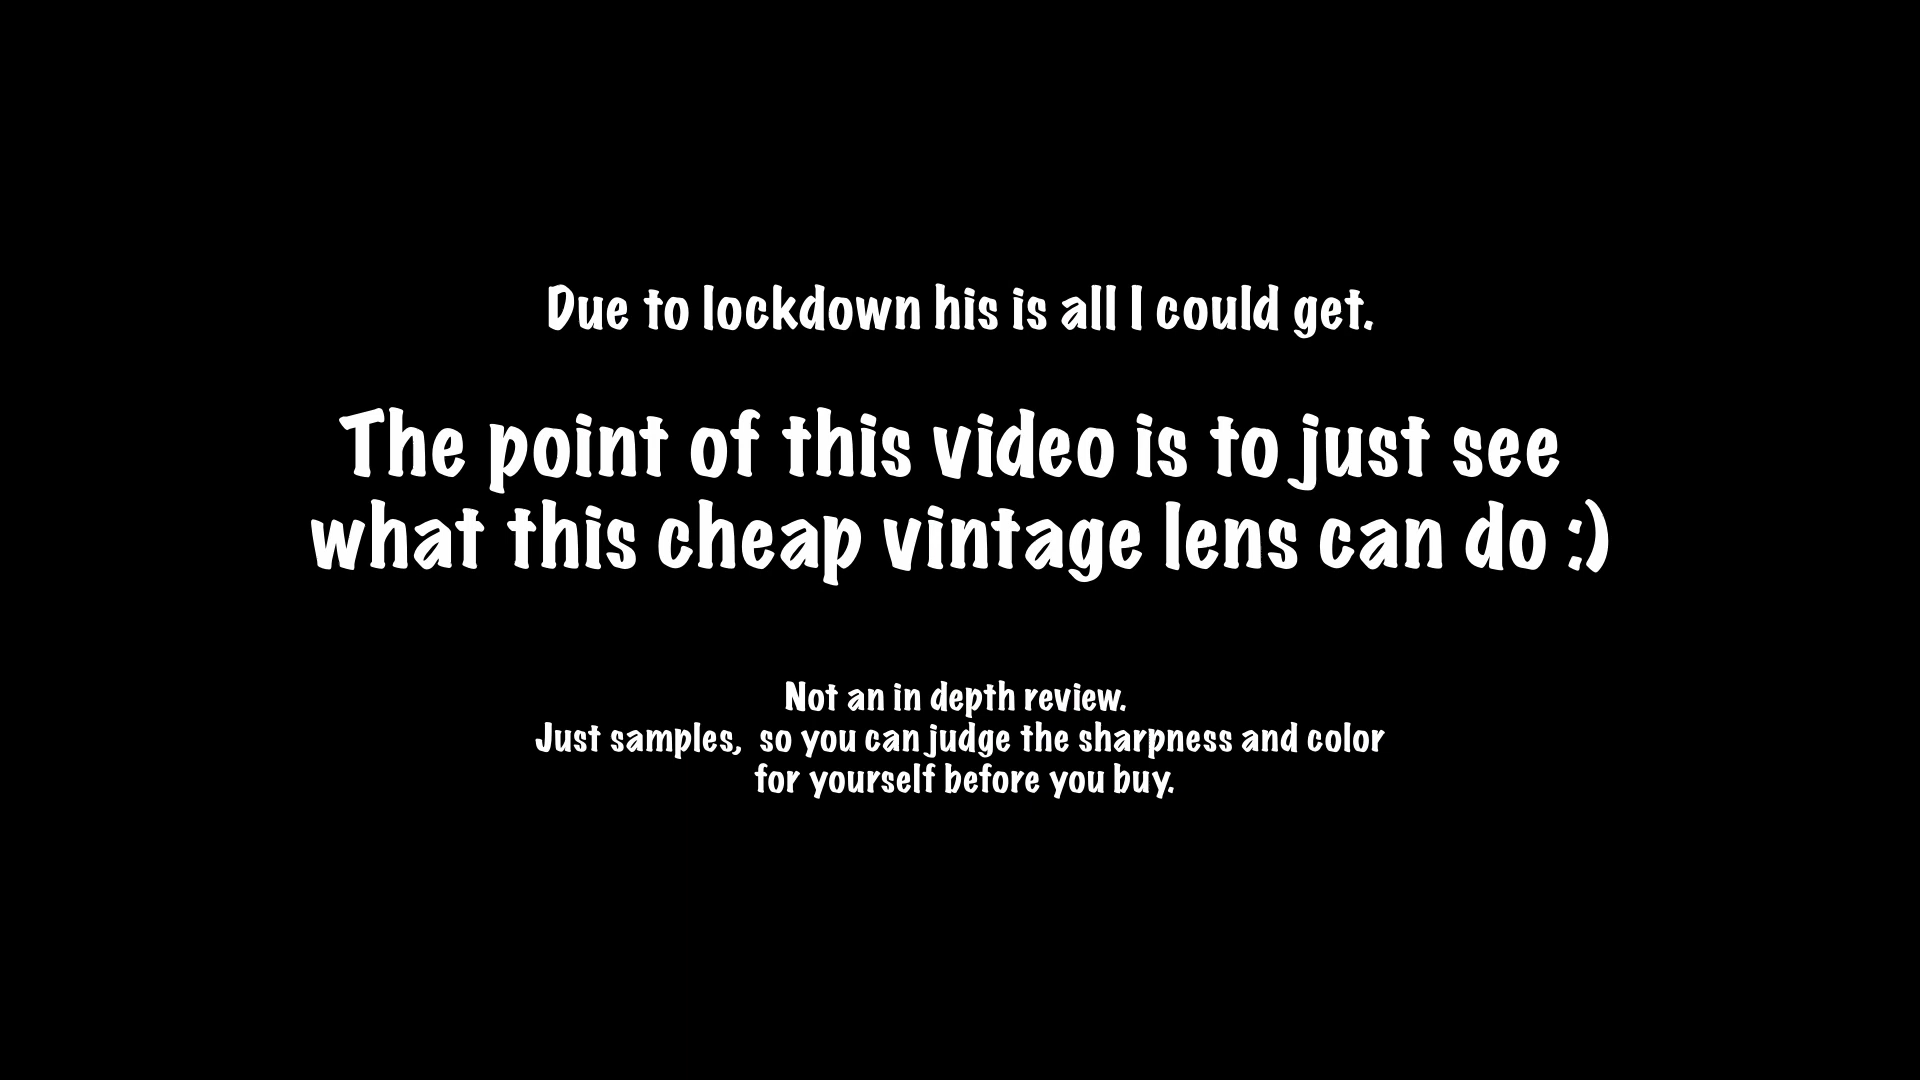 Due to lockdown his is all I could get.
The point of this video is to just see
what this cheap vintage lens can do :)
Not an in depth review.
Just samples,  so you can judge the sharpness and color
for yourself before you buy.